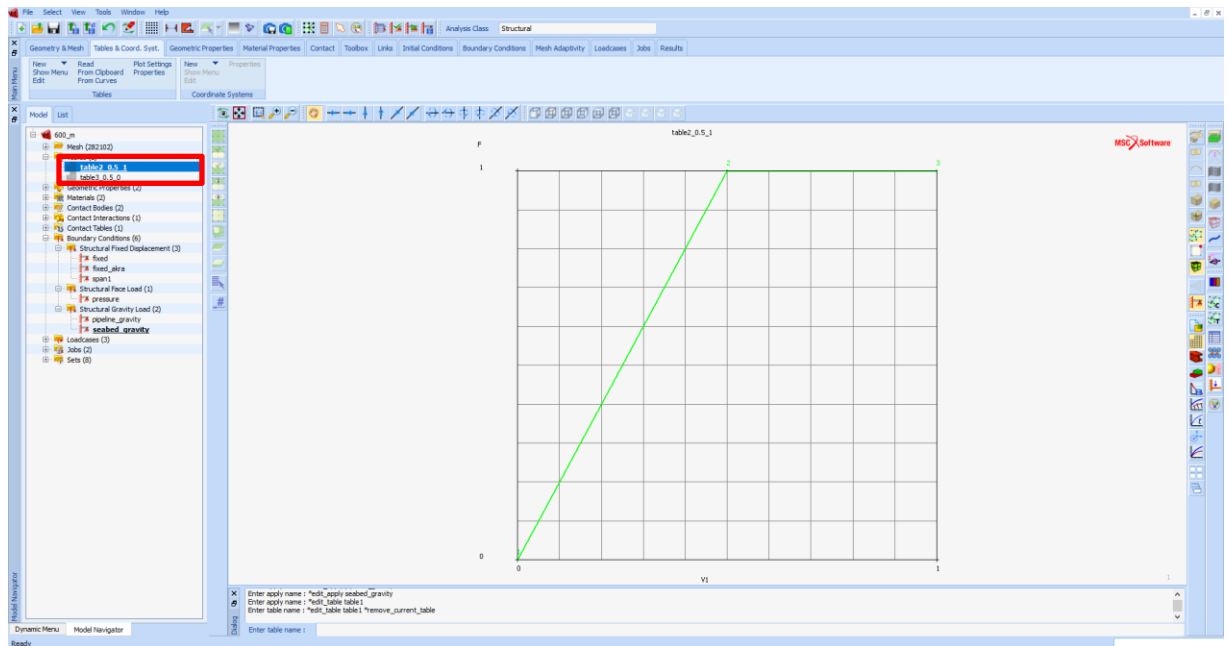 File Select View Tools Window Help
Analysis Class Structural
Geometry & Mesh Tables & Coord. Syst. Geometric Properties Material Properties Contact Toolbox Links Initial Conditions Boundary Conditions Mesh Adaptivity Loadcases Jobs Results
Main Menu
New Read Plot Settings New Properties
Show Menu From Clipboard Properties Show Menu
Edit From Curves Edit
Tables Coordinate Systems
Model List
600_m
Mesh (282102)
table2_0.5_1
table3_0.5_0
Geometric Properties (2)
Materials (2)
Contact Bodies (2)
Contact Interactions (1)
Contact Tables (1)
Boundary Conditions (6)
Structural Fixed Displacement (3)
fixed
fixed_akra
span1
Structural Face Load (1)
pressure
Structural Gravity Load (2)
pipeline_gravity
seabed_gravity
Loadcases (3)
Jobs (2)
Sets (8)
table2_0.5_1
MSC Software
F
1
2
3
0
0
1
V1
1
Model Navigator
Enter apply name : *edit_apply seabed_gravity
Enter apply name : *edit_table table1
Enter table name : *edit_table table1 *remove_current_table
Dialog
Enter table name :
Dynamic Menu Model Navigator
Ready